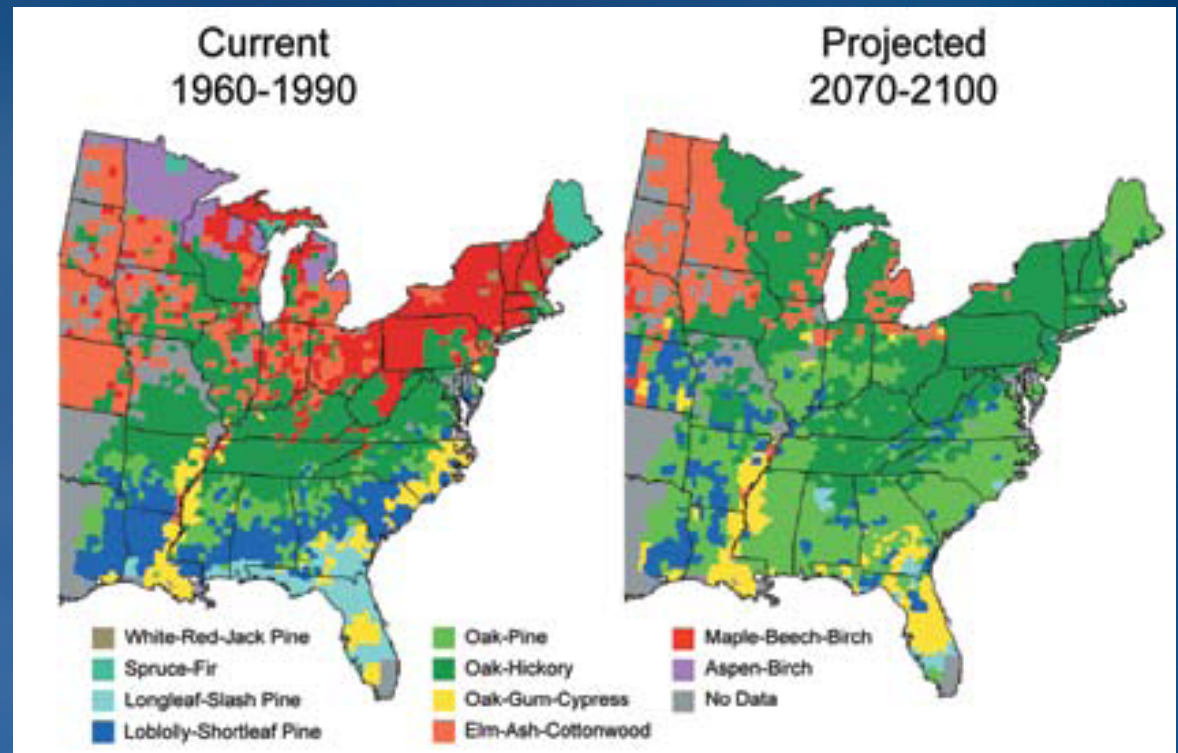 Current
1960-1990
Projected
2070-2100
White-Red-Jack Pine
Spruce-Fir
Longleaf-Slash Pine
Loblolly-Shortleaf Pine
Oak-Pine
Oak-Hickory
Oak-Gum-Cypress
Elm-Ash-Cottonwood
Maple-Beech-Birch
Aspen-Birch
No Data